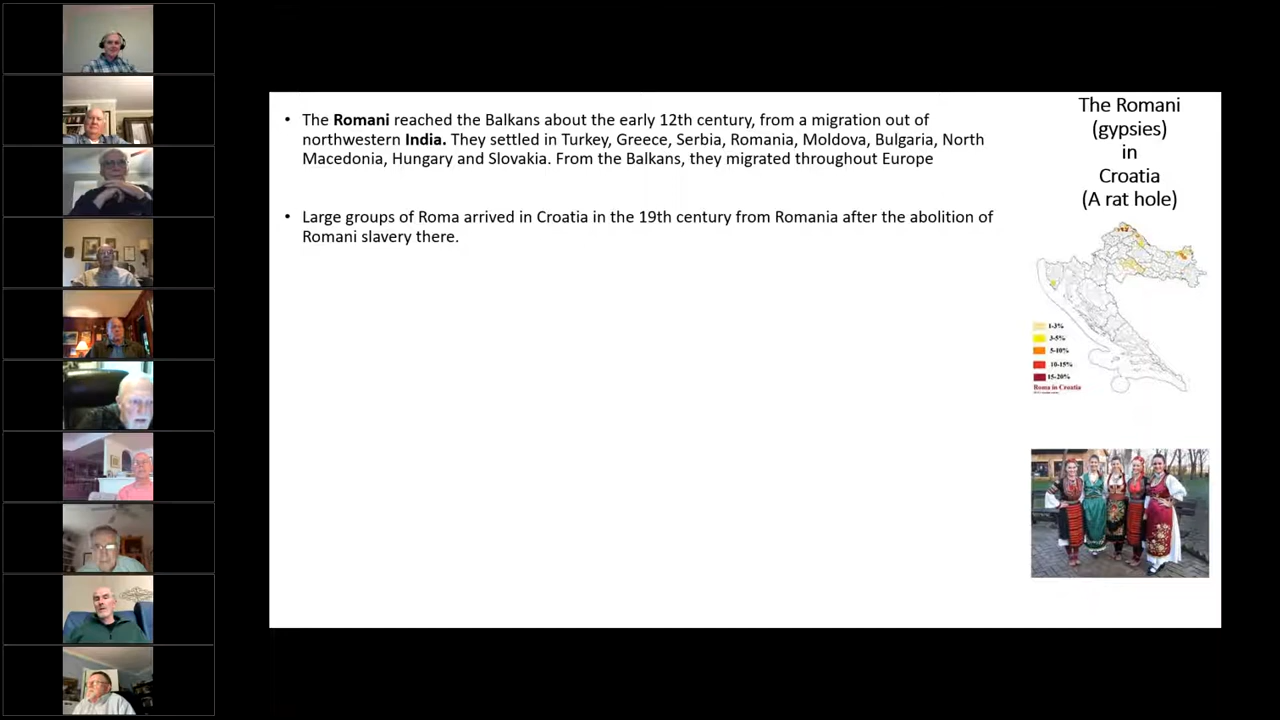 • The Romani reached the Balkans about the early 12th century, from a migration out of
northwestern India. They settled in Turkey, Greece, Serbia, Romania, Moldova, Bulgaria, North
Macedonia, Hungary and Slovakia. From the Balkans, they migrated throughout Europe
• Large groups of Roma arrived in Croatia in the 19th century from Romania after the abolition of
Romani slavery there.
The Romani
(gypsies)
in
Croatia
(A rat hole)
1-3%
3-5%
5-10%
10-15%
15-20%
Roma in Croatia